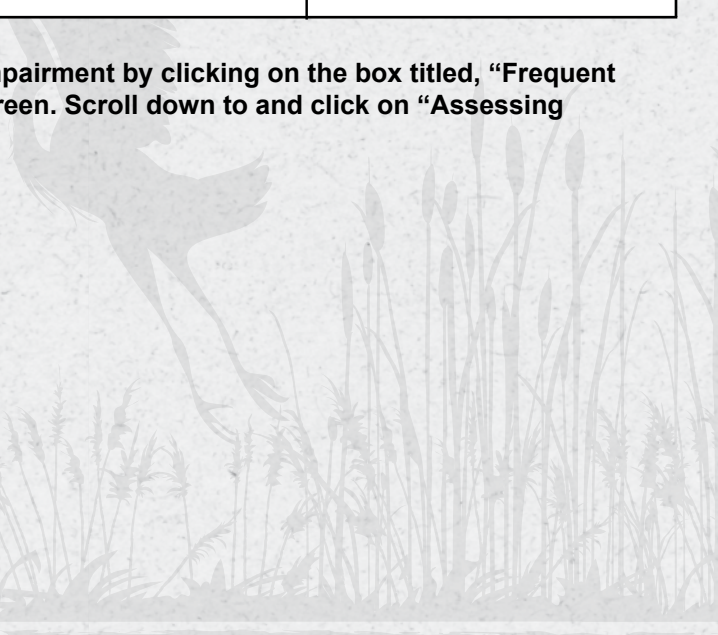 pairment by clicking on the box titled, “Frequent
reen. Scroll down to and click on “Assessing